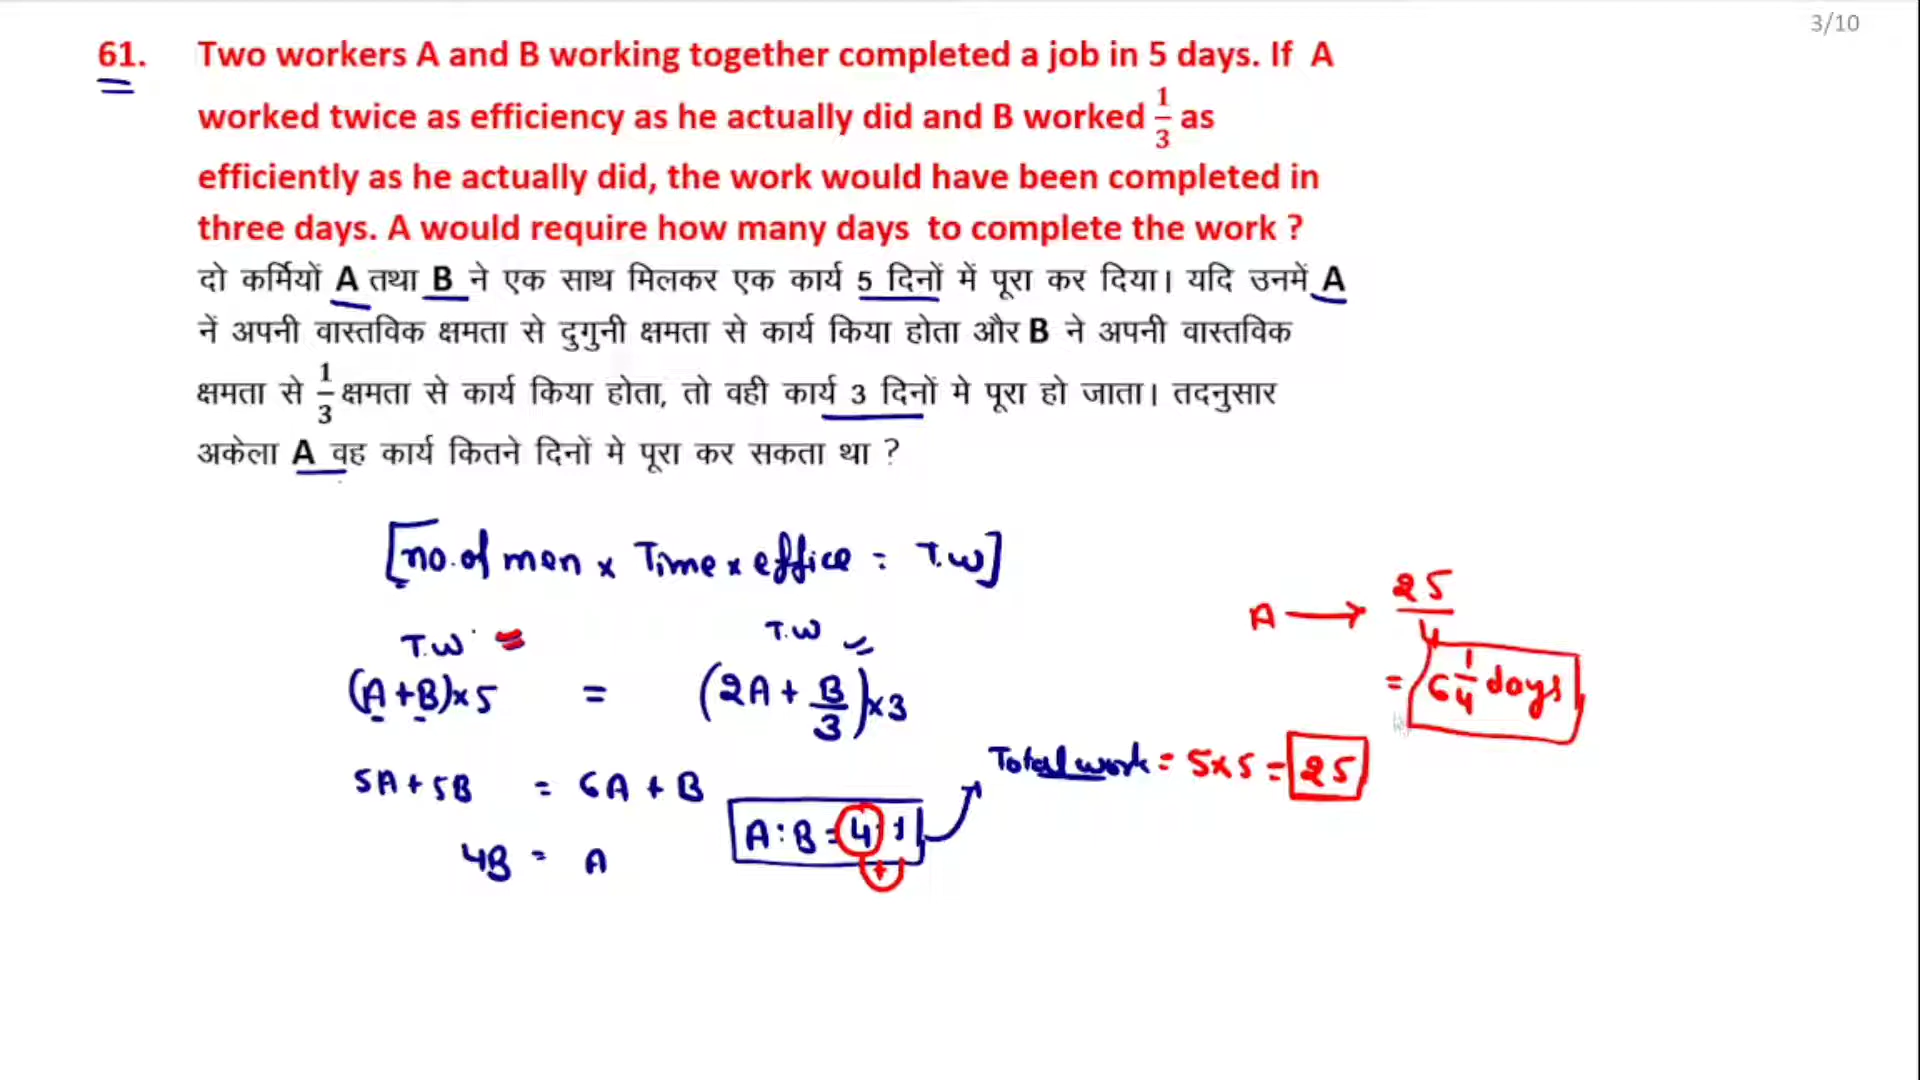 3/10
61. Two workers A and B working together completed a job in 5 days. If A
worked twice as efficiency as he actually did and B worked 1/3 as
efficiently as he actually did, the work would have been completed in
three days. A would require how many days to complete the work ?
दो कर्मियों A तथा B ने एक साथ मिलकर एक कार्य 5 दिनों में पूरा कर दिया। यदि उनमें A
नें अपनी वास्तविक क्षमता से दुगुनी क्षमता से कार्य किया होता और B ने अपनी वास्तविक
क्षमता से 1/3 क्षमता से कार्य किया होता, तो वही कार्य 3 दिनों मे पूरा हो जाता। तदनुसार
अकेला A वह कार्य कितने दिनों मे पूरा कर सकता था ?
[no. of men × Time × effice = T.W]
T.W = T.W =
(A+B)×5 = (2A + B/3)×3
5A + 5B = 6A + B
4B = A
A:B = 4:1
+
Total work = 5×5 = 25
A → 25/4
= 6 1/4 days